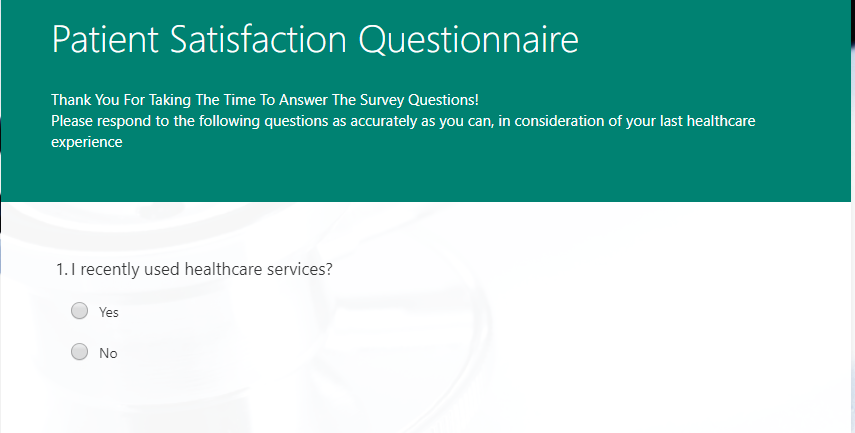 Patient Satisfaction Questionnaire
Thank You For Taking The Time To Answer The Survey Questions!
Please respond to the following questions as accurately as you can, in consideration of your last healthcare
experience
1. I recently used healthcare services?
Yes
No